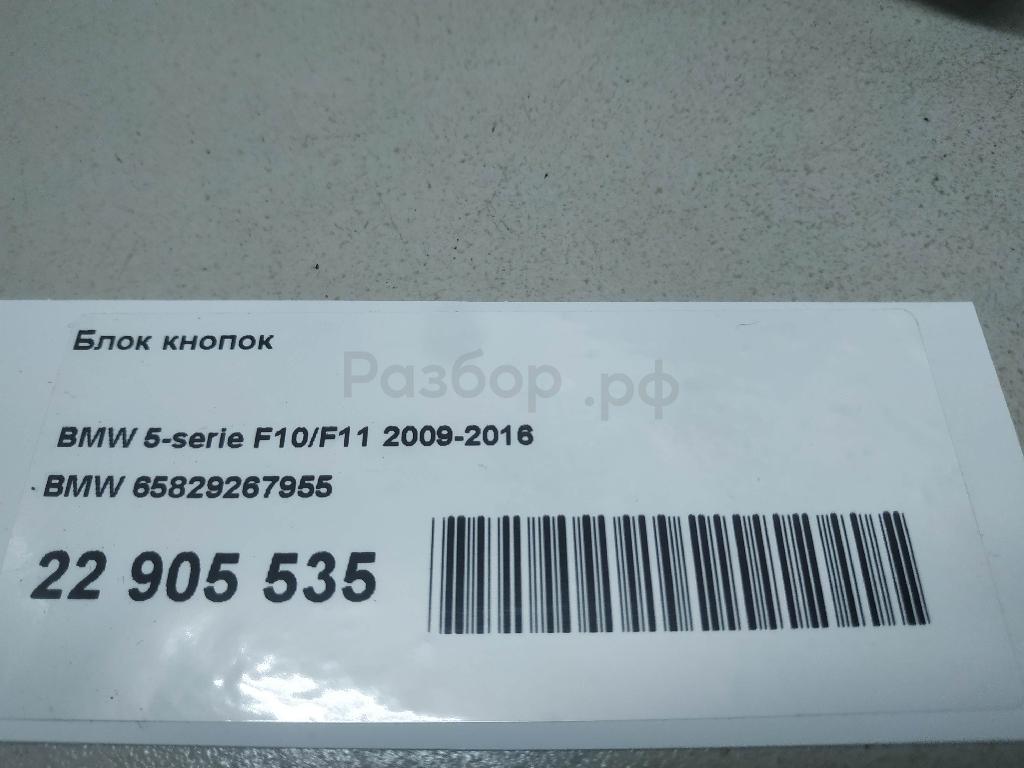 Блок кнопок
Разбор.рф
BMW 5-serie F10/F11 2009-2016
BMW 65829267955
22 905 535